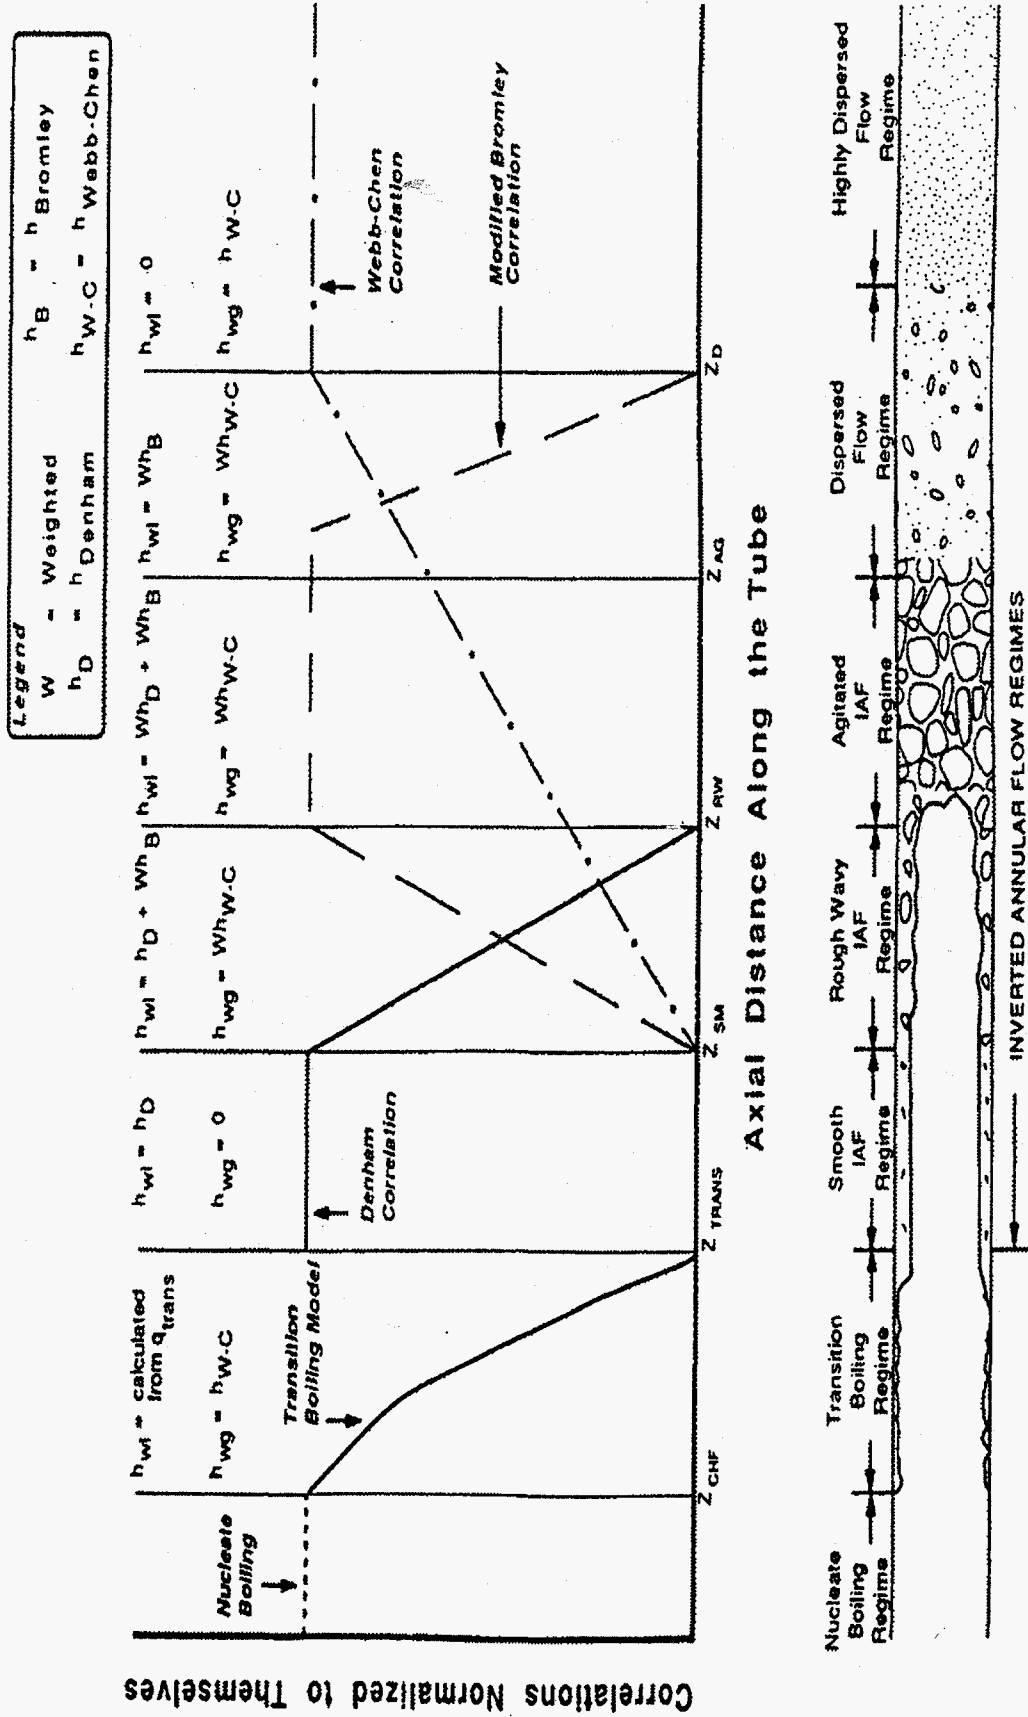 Legend
W - Weighted
h_B - h_Bromley
h_D = h_Denham
h_W-C = h_Webb-Chen
h_wl = calculated
from q_trans
h_wg = h_W-C
h_wl = h_D
h_wg = 0
h_wl = h_D + Wh_B
h_wg = Wh_W-C
h_wl = Wh_D + Wh_B
h_wg = Wh_W-C
h_wl = Wh_B
h_wg = Wh_W-C
h_wl = 0
h_wg = h_W-C
Nucleate
Boiling
Transition
Boiling Model
Denham
Correlation
Webb-Chen
Correlation
Modified Bromley
Correlation
Correlations Normalized to Themselves
Z_CHF
Z_TRANS
Z_SM
Z_RW
Z_AG
Z_D
Axial Distance Along the Tube
Nucleate
Boiling
Regime
Transition
Boiling
Regime
Smooth
IAF
Regime
Rough Wavy
IAF
Regime
Agitated
IAF
Regime
Dispersed
Flow
Regime
Highly Dispersed
Flow
Regime
INVERTED ANNULAR FLOW REGIMES